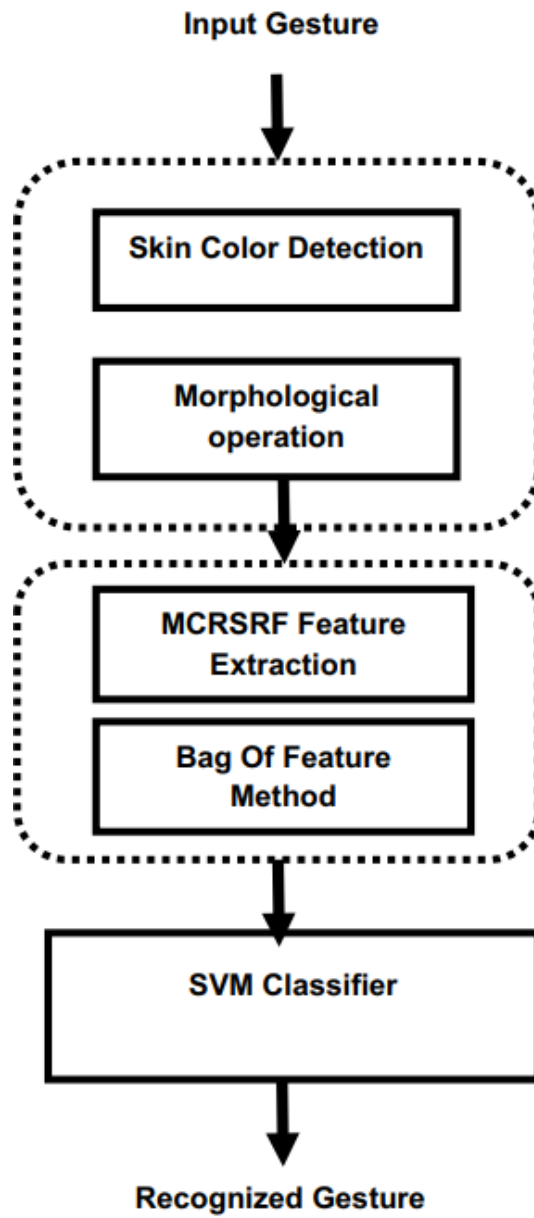 Input Gesture
Skin Color Detection
Morphological
operation
MCRSRF Feature
Extraction
Bag Of Feature
Method
SVM Classifier
Recognized Gesture